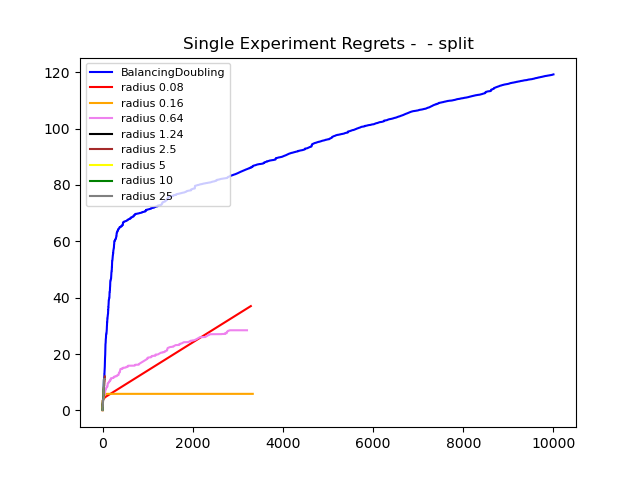 Single Experiment Regrets -  - split
120
100
80
60
40
20
0
BalancingDoubling
radius 0.08
radius 0.16
radius 0.64
radius 1.24
radius 2.5
radius 5
radius 10
radius 25
0 2000 4000 6000 8000 10000